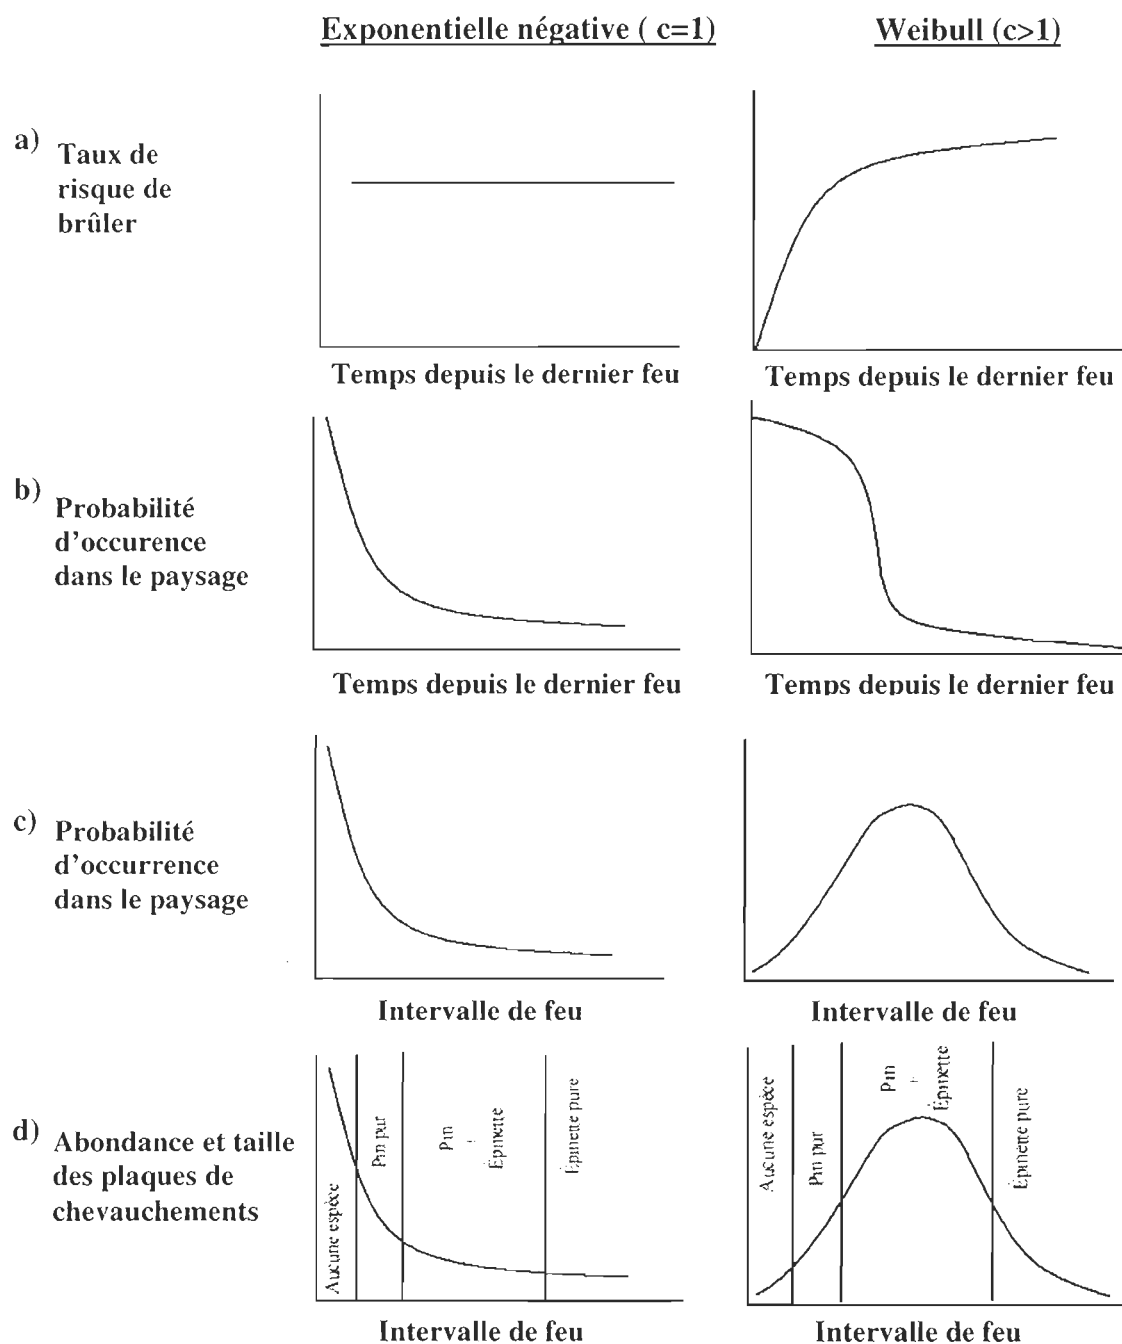 Exponentielle négative ( c=1)
Weibull (c>1)
a) Taux de
risque de
brûler
Temps depuis le dernier feu
Temps depuis le dernier feu
b) Probabilité
d'occurence
dans le paysage
Temps depuis le dernier feu
Temps depuis le dernier feu
c) Probabilité
d'occurrence
dans le paysage
Intervalle de feu
Intervalle de feu
d) Abondance et taille
des plaques de
chevauchements
Aucune espèce
Pin pur
Pin
+
Épinette
Épinette pure
Aucune espèce
Pin pur
Pin
+
Épinette
Épinette pure
Intervalle de feu
Intervalle de feu